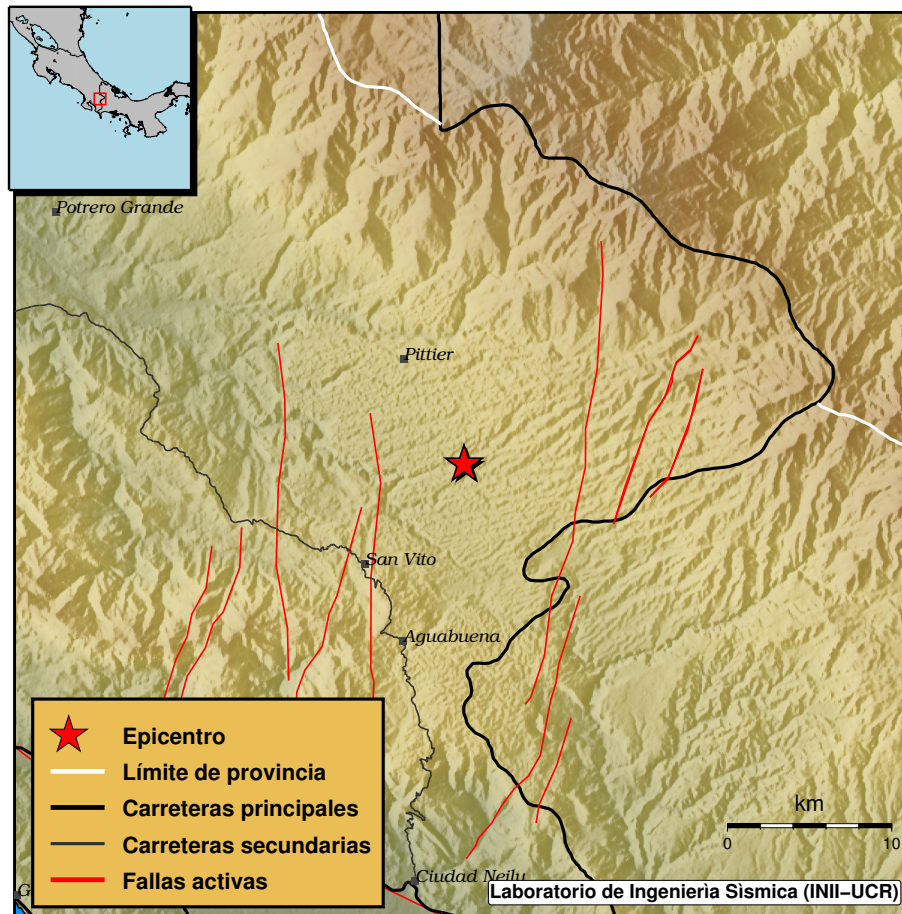 Potrero Grande
Pittier
San Vito
Aguabuena
Epicentro
Límite de provincia
Carreteras principales
Carreteras secundarias
Fallas activas
km
0
10
Ciudad Neily
G
Laboratorio de Ingenierìa Sìsmica (INII–UCR)